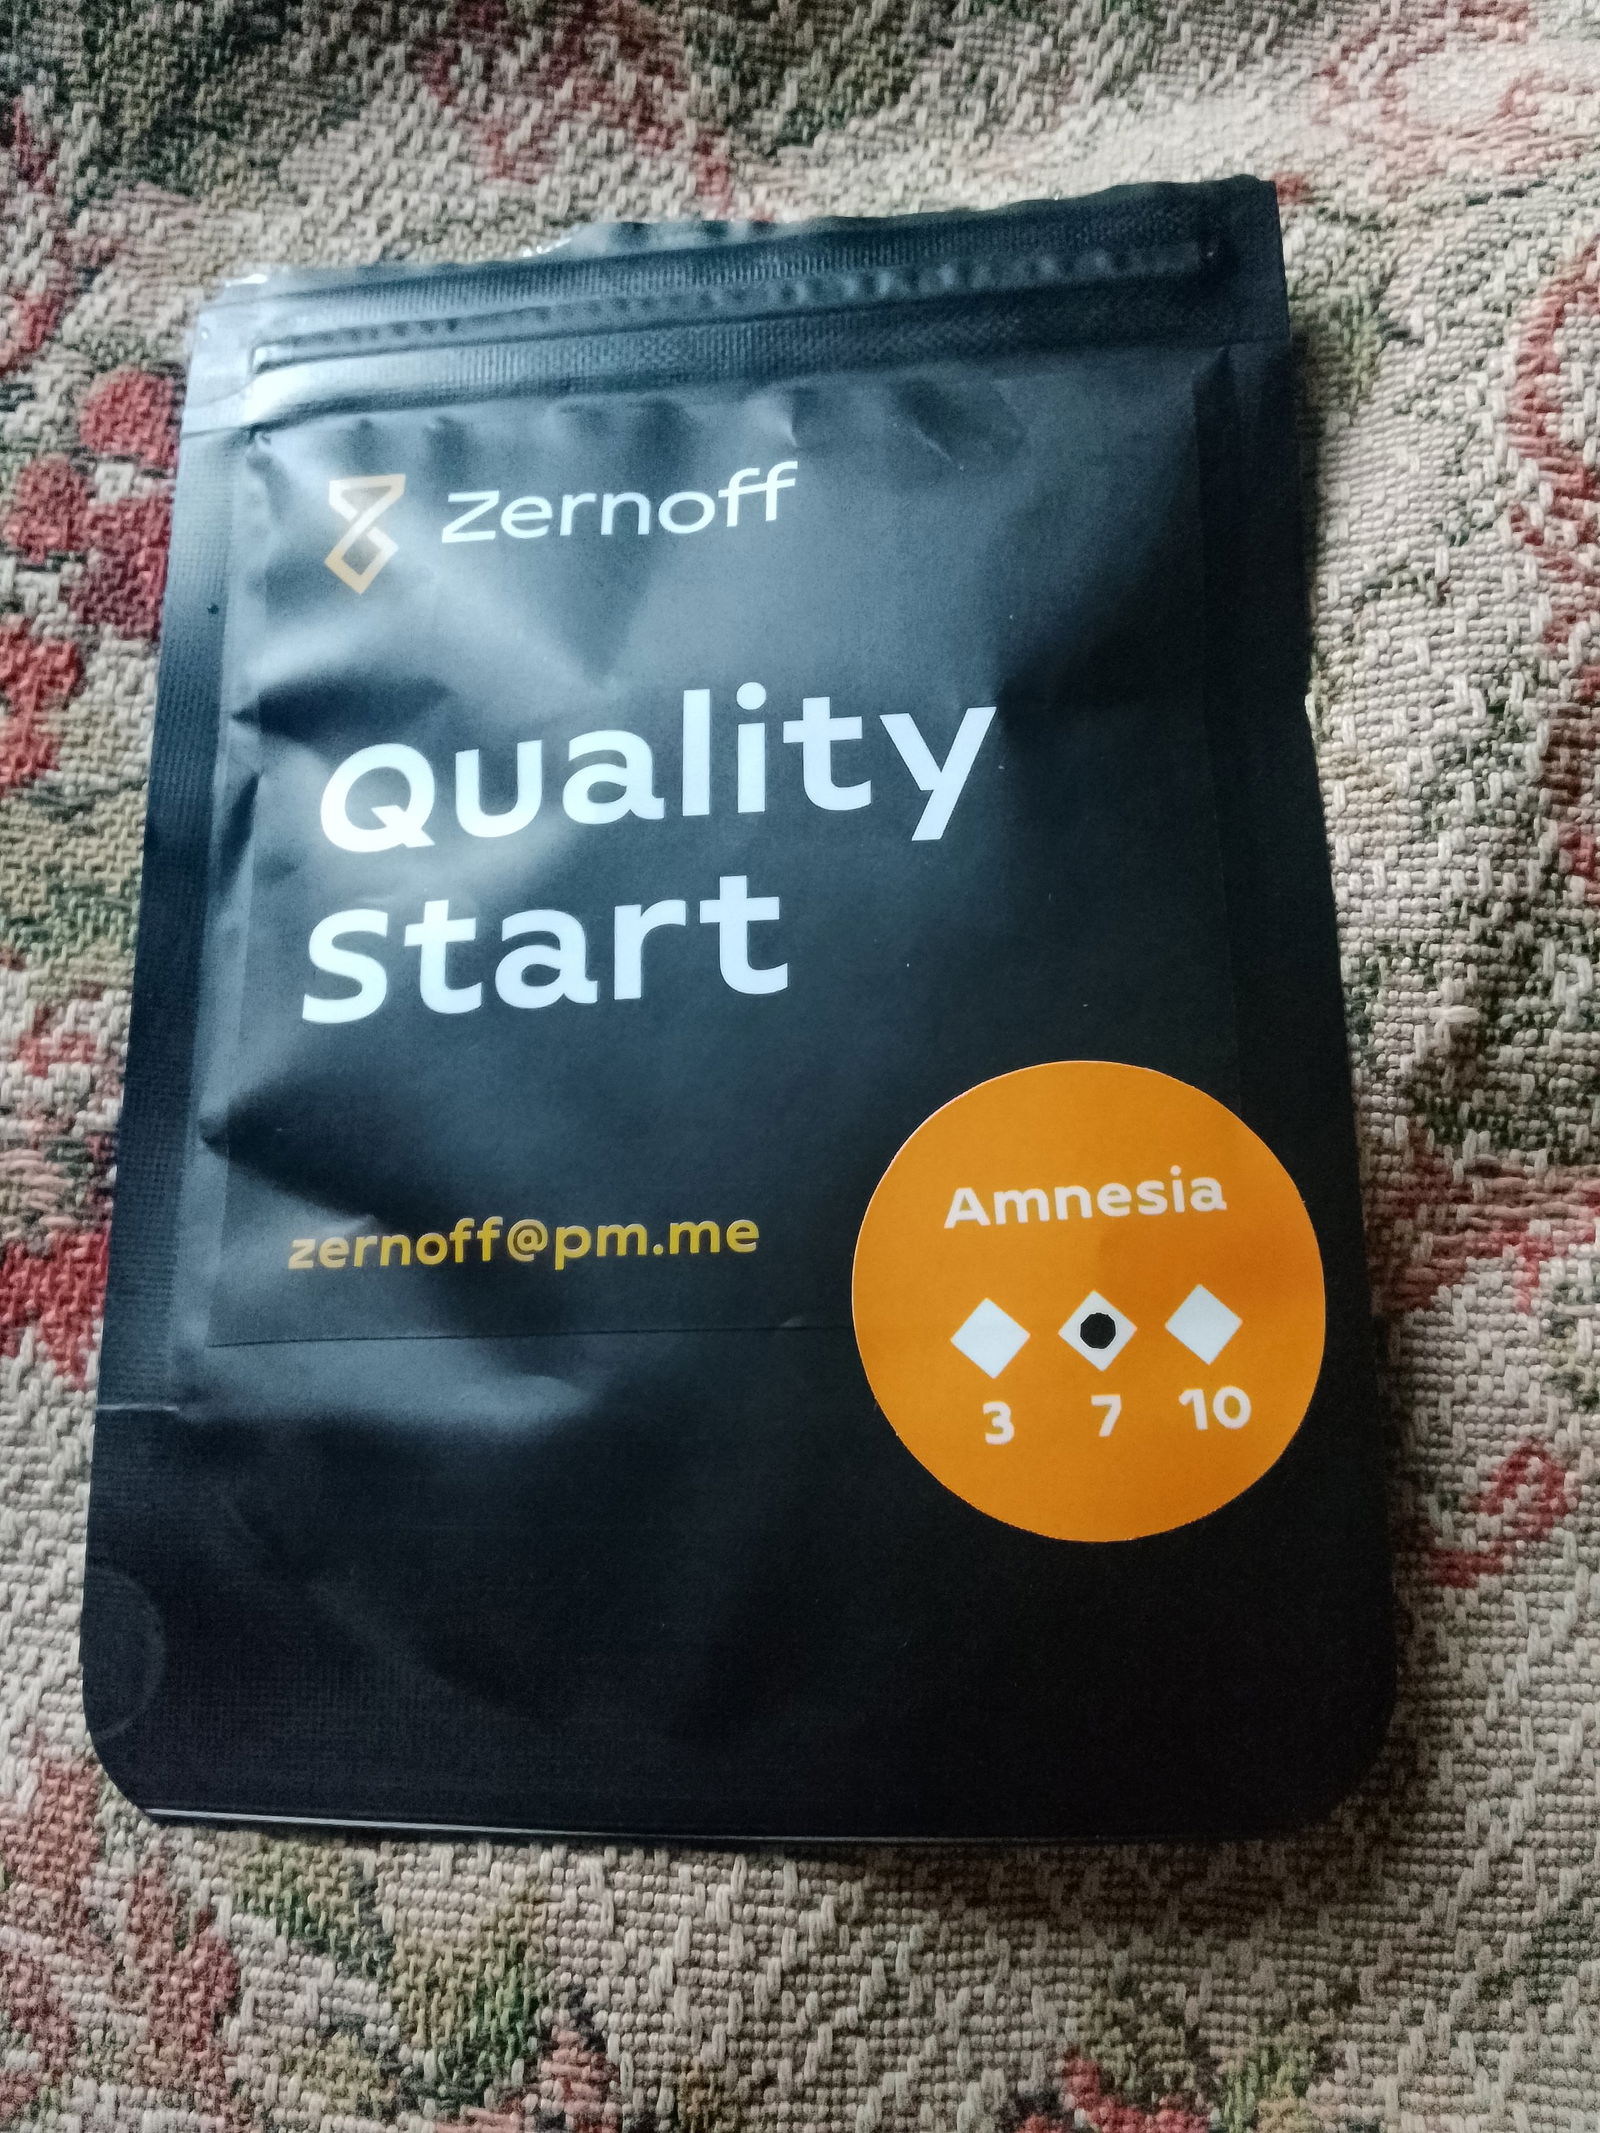 Zernoff
Quality
Start
zernoff@pm.me
Amnesia
3 7 10